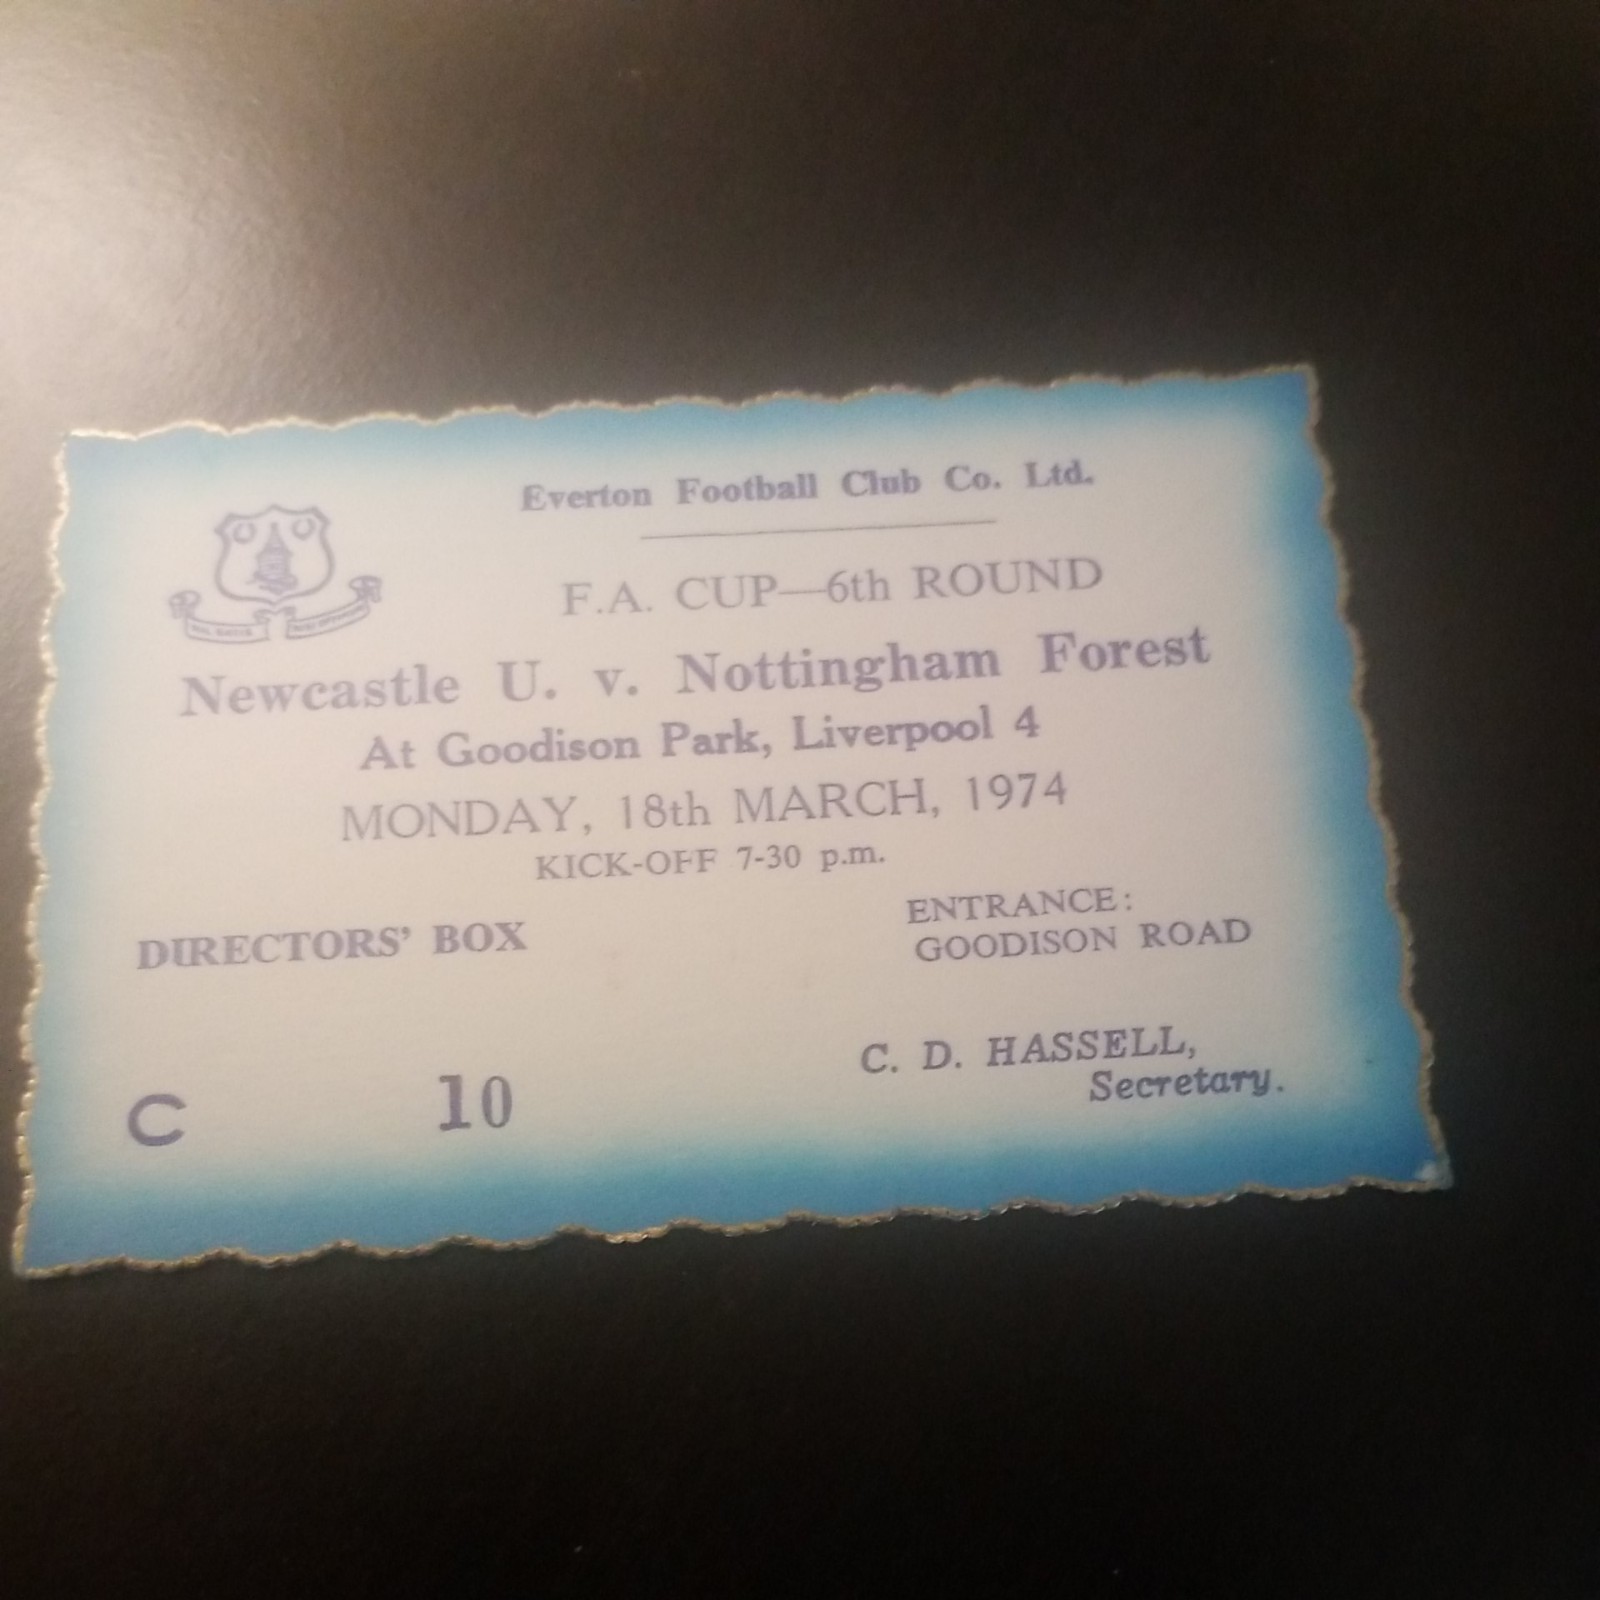 Everton Football Club Co. Ltd.
F.A. CUP—6th ROUND
Newcastle U. v. Nottingham Forest
At Goodison Park, Liverpool 4
MONDAY, 18th MARCH, 1974
KICK-OFF 7-30 p.m.
DIRECTORS' BOX
ENTRANCE:
GOODISON ROAD
C 10
C. D. HASSELL,
Secretary.